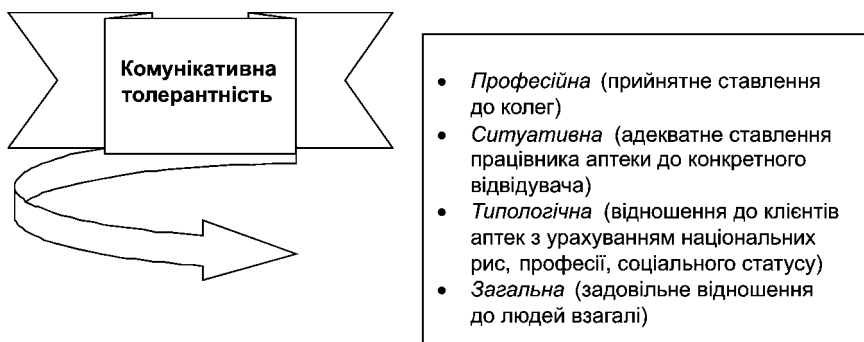 Комунікативна
толерантність
• Професійна (прийнятне ставлення
до колег)
• Ситуативна (адекватне ставлення
працівника аптеки до конкретного
відвідувача)
• Типологічна (відношення до клієнтів
аптек з урахуванням національних
рис, професії, соціального статусу)
• Загальна (задовільне відношення
до людей взагалі)